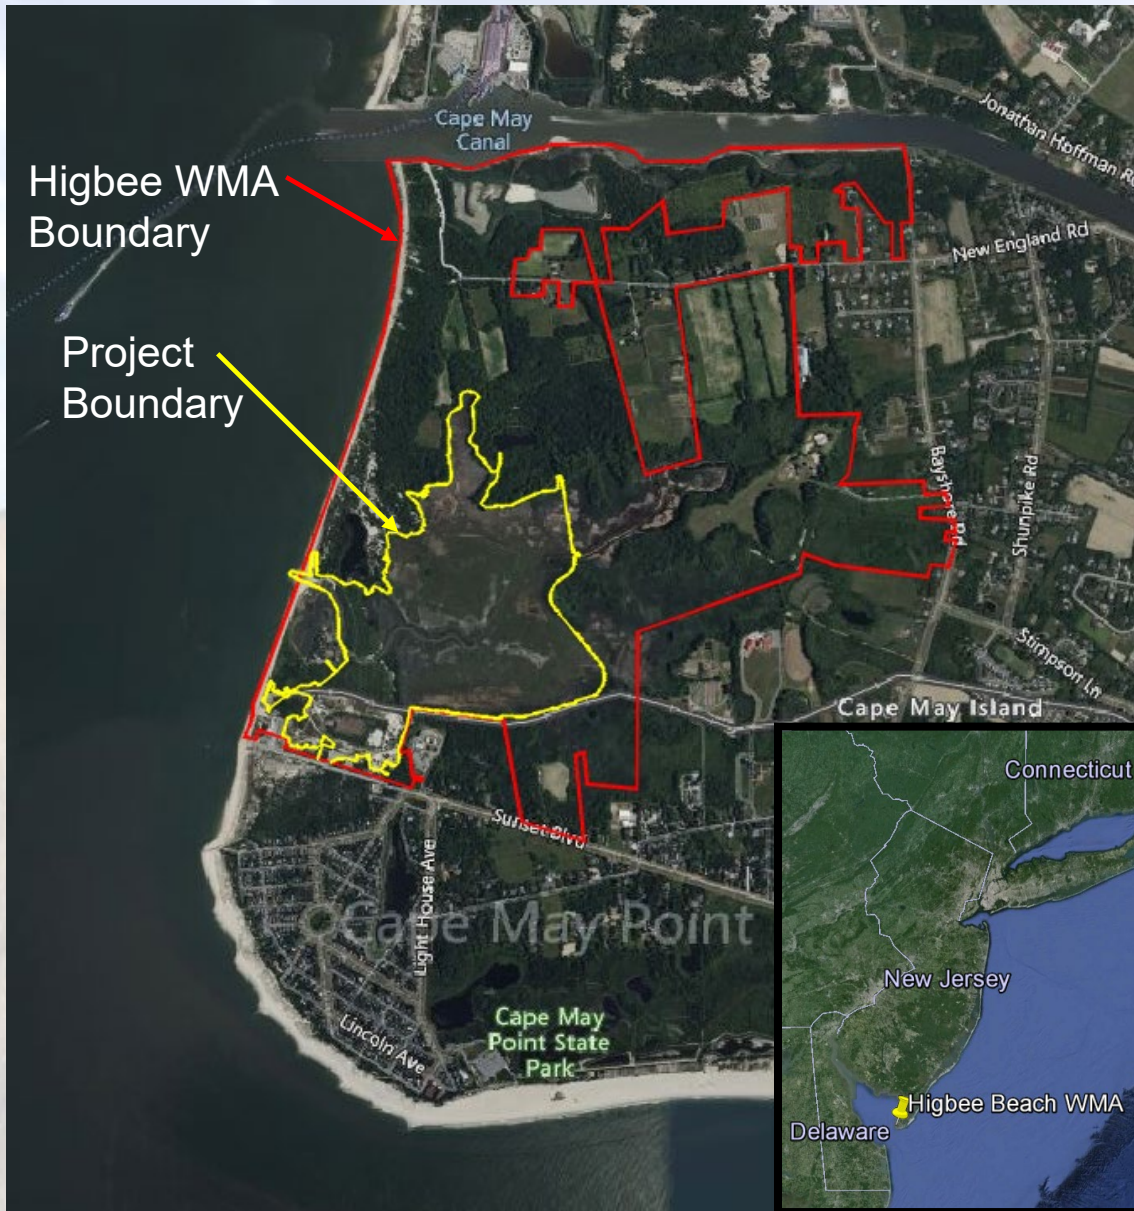 Cape May
Canal
Jonathan Hoffman R
Higbee WMA
Boundary
New England Rd
Project
Boundary
Bayshore Rd
Shunpike Rd
Stimpson Ln
Cape May Island
Sunset Blvd
Light House Ave
Cape May Point
Lincoln Ave
Cape May
Point State
Park
Connecticut
New Jersey
Higbee Beach WMA
Delaware